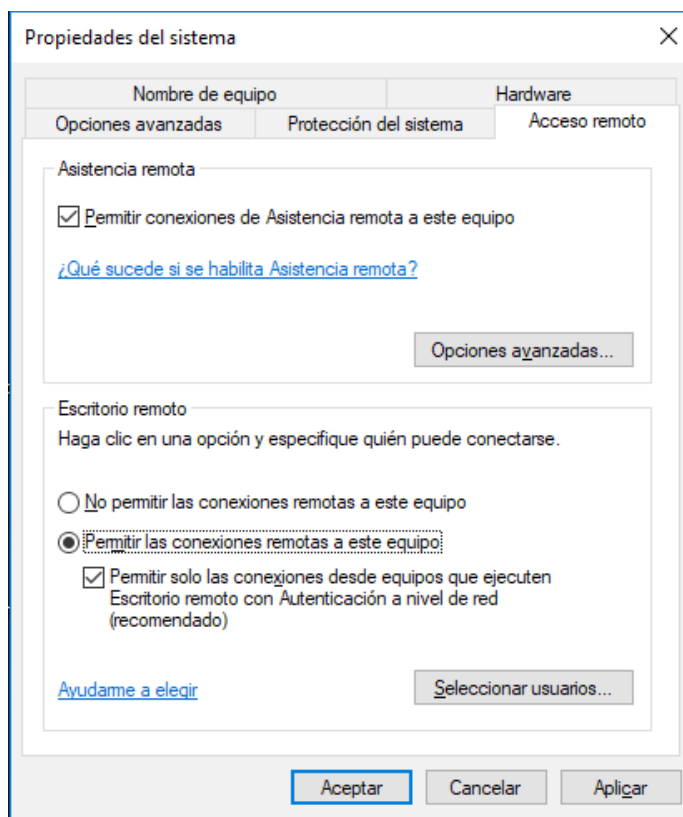 Propiedades del sistema
Nombre de equipo
Hardware
Opciones avanzadas
Protección del sistema
Acceso remoto
Asistencia remota
Permitir conexiones de Asistencia remota a este equipo
¿Qué sucede si se habilita Asistencia remota?
Opciones avanzadas...
Escritorio remoto
Haga clic en una opción y especifique quién puede conectarse.
No permitir las conexiones remotas a este equipo
Permitir las conexiones remotas a este equipo
Permitir solo las conexiones desde equipos que ejecuten
Escritorio remoto con Autenticación a nivel de red
(recomendado)
Ayudarme a elegir
Seleccionar usuarios...
Aceptar
Cancelar
Aplicar